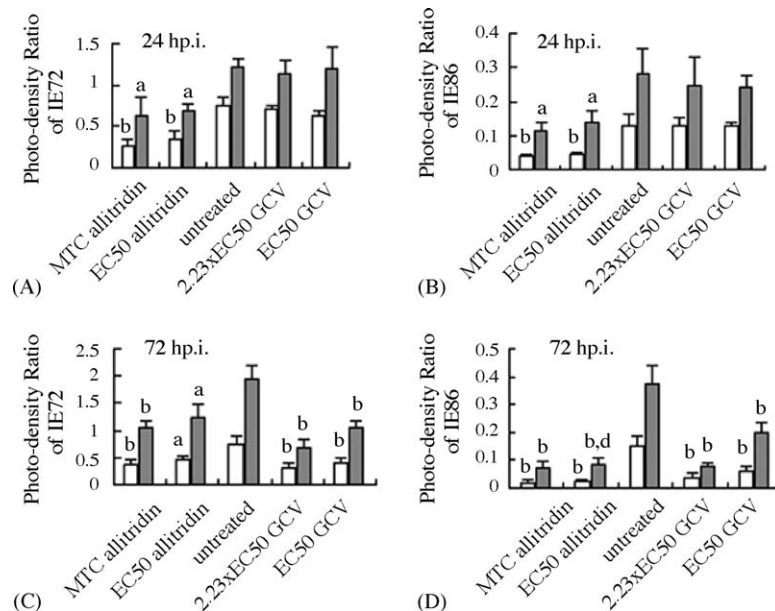 Photo-density Ratio
of IE72
24 hp.i.
1.5
1
0.5
0
b a b a
MTC allitridin
EC50 allitridin
untreated
2.23xEC50 GCV
EC50 GCV
(A)
Photo-density Ratio
of IE86
24 hp.i.
0.4
0.3
0.2
0.1
0
b a b a
MTC allitridin
EC50 allitridin
untreated
2.23xEC50 GCV
EC50 GCV
(B)
Photo-density Ratio
of IE72
72 hp.i.
2.5
2
1.5
1
0.5
0
b b a a b b b b
MTC allitridin
EC50 allitridin
untreated
2.23xEC50 GCV
EC50 GCV
(C)
Photo-density Ratio
of IE86
72 hp.i.
0.5
0.4
0.3
0.2
0.1
0
b b b b,d b b b b
MTC allitridin
EC50 allitridin
untreated
2.23xEC50 GCV
EC50 GCV
(D)